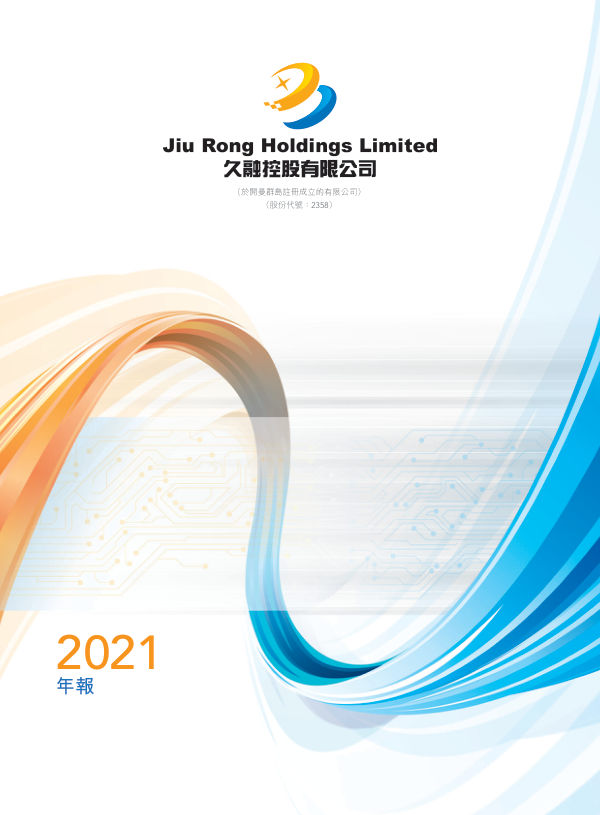 Jiu Rong Holdings Limited
久融控股有限公司
（於開曼群島註冊成立的有限公司）
（股份代號：2358）
2021
年報